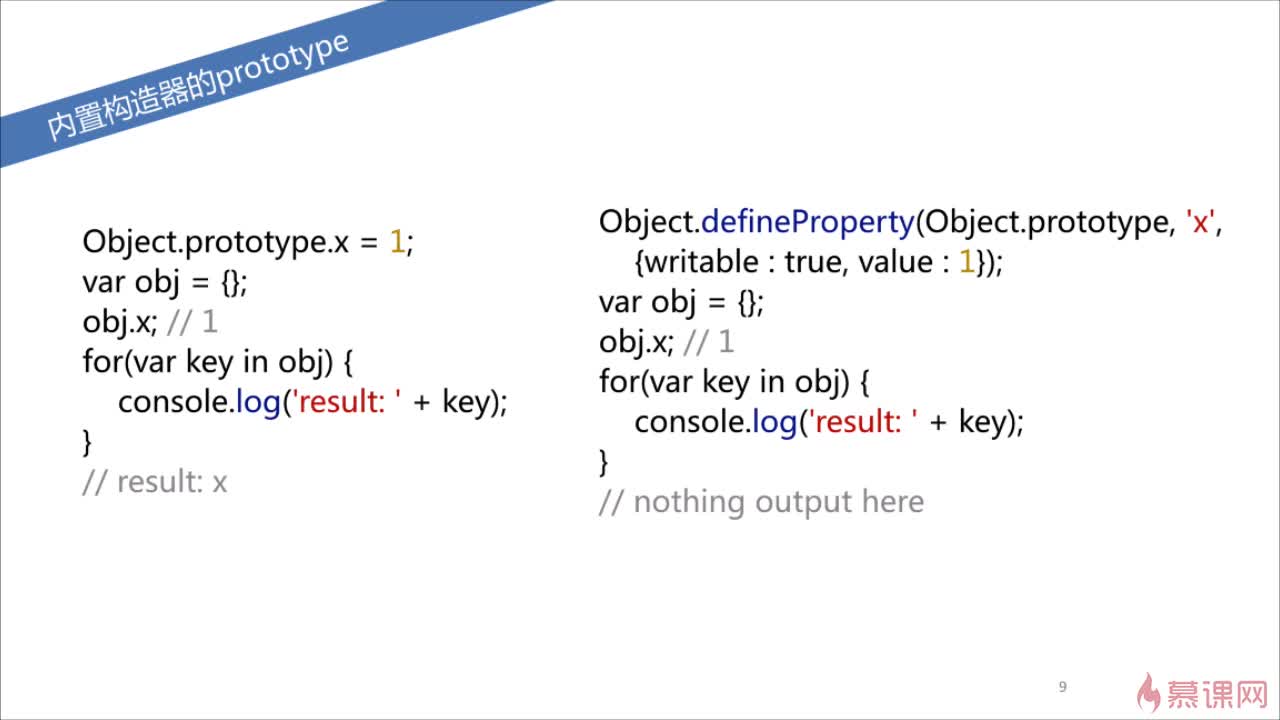 内置构造器的prototype
Object.prototype.x = 1;
var obj = {};
obj.x; // 1
for(var key in obj) {
    console.log('result: ' + key);
}
// result: x
Object.defineProperty(Object.prototype, 'x',
    {writable : true, value : 1});
var obj = {};
obj.x; // 1
for(var key in obj) {
    console.log('result: ' + key);
}
// nothing output here
9
慕课网